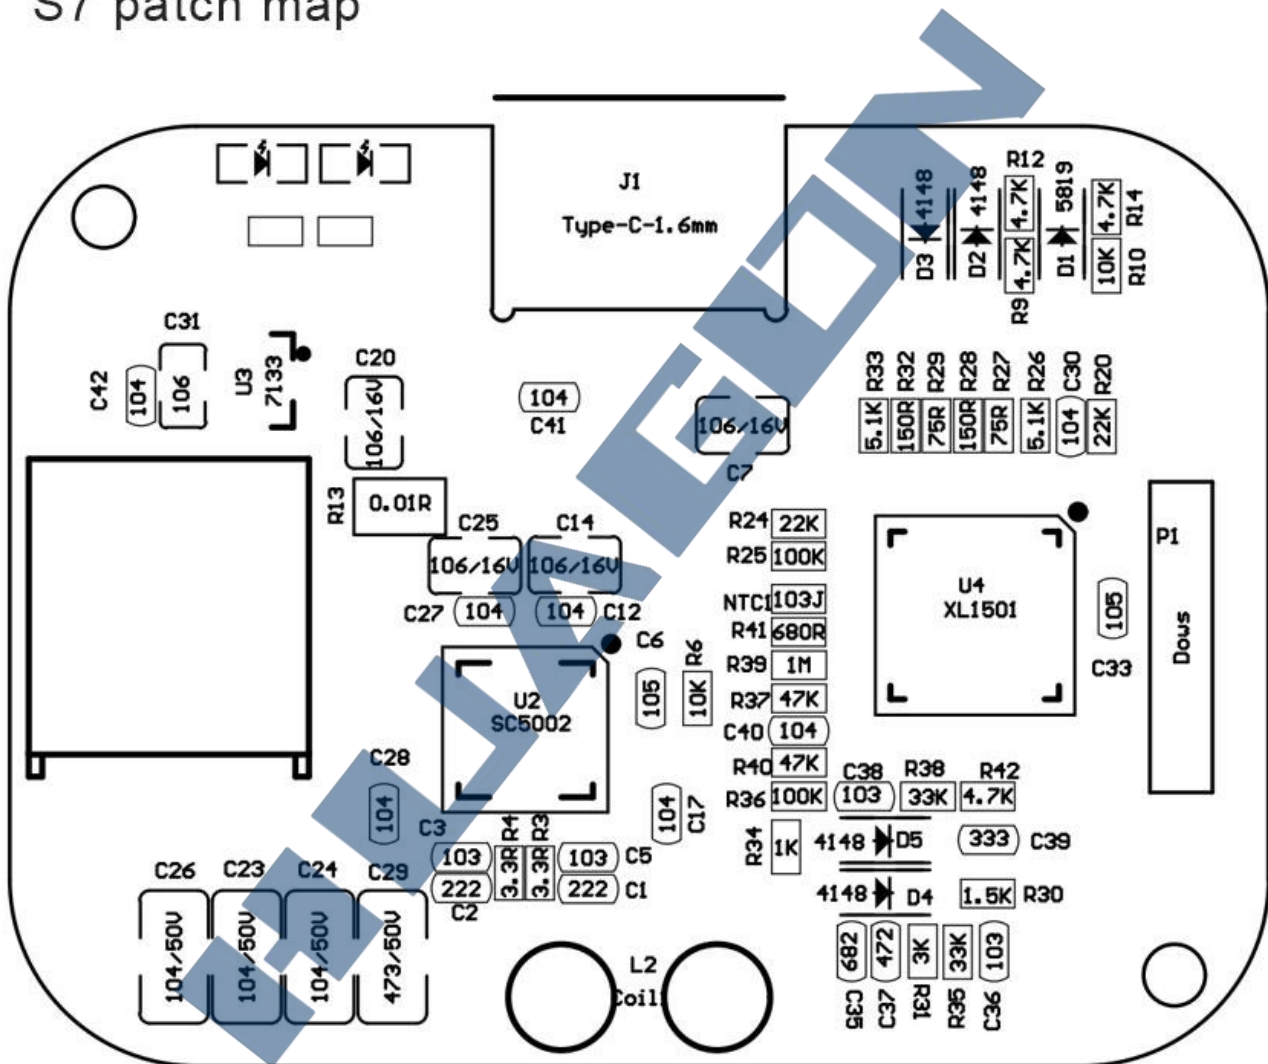 S7 patch map
J1
Type-C-1.6mm
4148
D3
4148
D2
R12
4.7K
4.7K
R9
5819
D1
4.7K
R14
10K
R10
C31
106
C42
104
U3
7133
C20
106/16V
104
C41
106/16V
C7
R33
5.1K
R32
150R
R29
75R
R28
150R
R27
75R
R26
5.1K
C30
104
R20
22K
R13
0.01R
C25
106/16V
C14
106/16V
C27 104
104 C12
R24 22K
R25 100K
NTC1 103J
R41 680R
R39 1M
R37 47K
C40 104
R40 47K
R36 100K
R34 1K
U4
XL1501
105
C33
P1
Dows
U2
SC5002
C6
105
R6
10K
C28
104
104
C17
C3
103
222
C2
R4
3.3R
R3
3.3R
103 C5
222 C1
C38
103
R38
33K
R42
4.7K
4148 D5
333 C39
4148 D4
1.5K R30
682
C35
472
C37
3K
R31
33K
R35
103
C36
C26
104/50V
C23
104/50V
C24
104/50V
C29
473/50V
L2
Coil